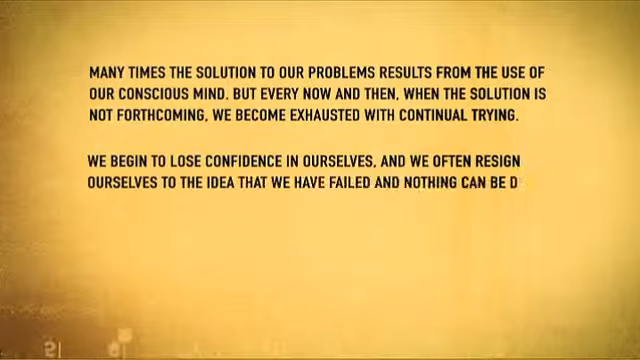 MANY TIMES THE SOLUTION TO OUR PROBLEMS RESULTS FROM THE USE OF
OUR CONSCIOUS MIND. BUT EVERY NOW AND THEN, WHEN THE SOLUTION IS
NOT FORTHCOMING, WE BECOME EXHAUSTED WITH CONTINUAL TRYING.
WE BEGIN TO LOSE CONFIDENCE IN OURSELVES, AND WE OFTEN RESIGN
OURSELVES TO THE IDEA THAT WE HAVE FAILED AND NOTHING CAN BE D